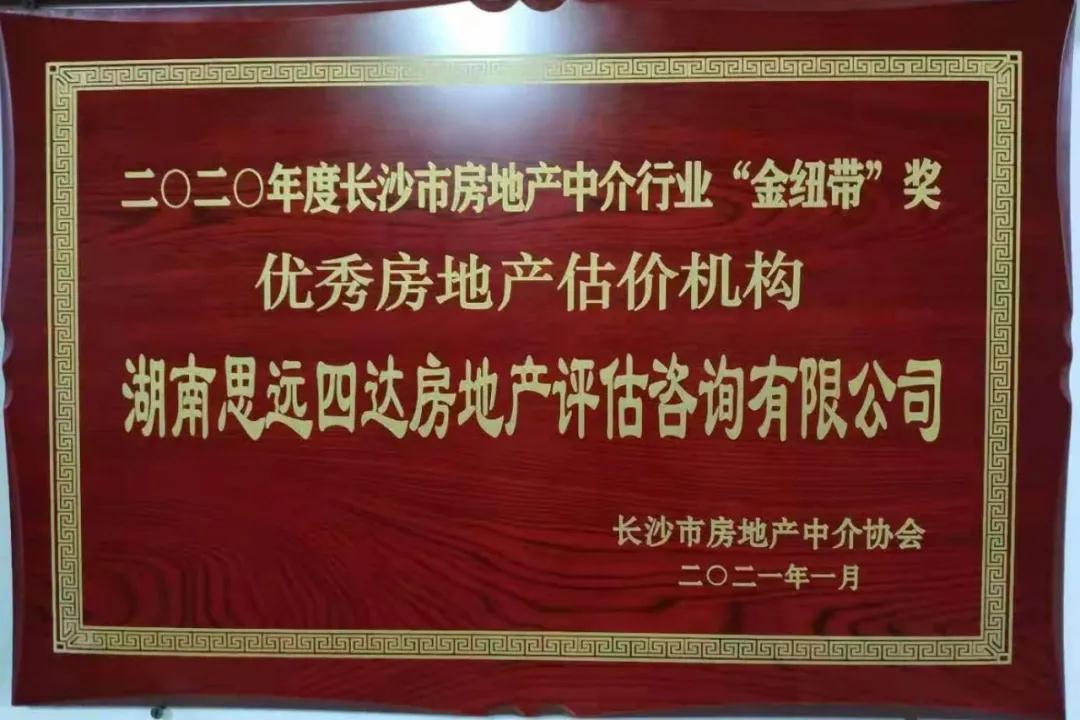 二〇二〇年度长沙市房地产中介行业“金纽带”奖
优秀房地产估价机构
湖南思远四达房地产评估咨询有限公司
长沙市房地产中介协会
二〇二一年一月